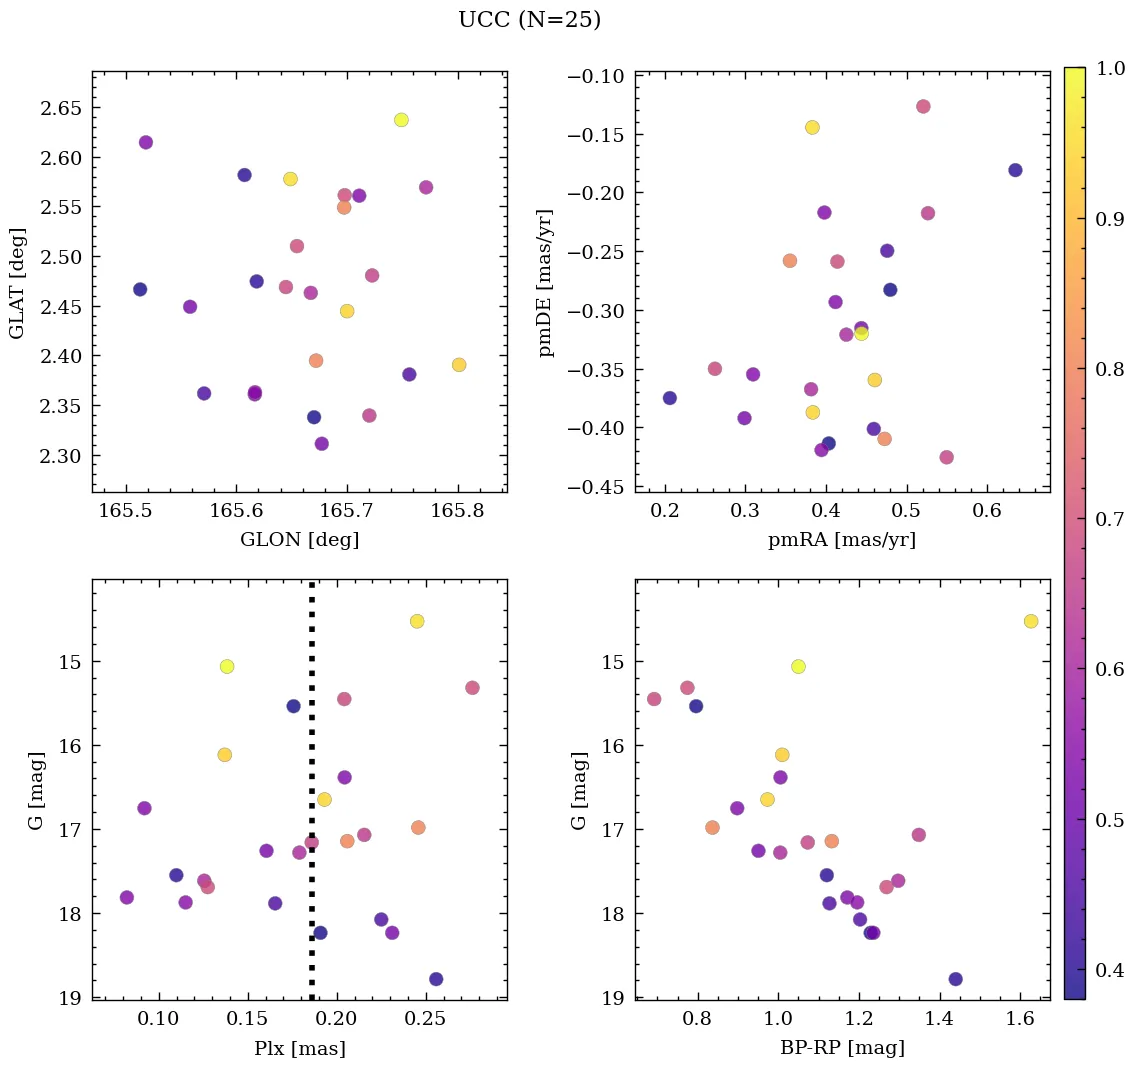 UCC (N=25)
2.65
2.60
2.55
2.50
2.45
2.40
2.35
2.30
GLAT [deg]
165.5 165.6 165.7 165.8
GLON [deg]
−0.10
−0.15
−0.20
−0.25
−0.30
−0.35
−0.40
−0.45
pmDE [mas/yr]
0.2 0.3 0.4 0.5 0.6
pmRA [mas/yr]
15
16
17
18
19
G [mag]
0.10 0.15 0.20 0.25
Plx [mas]
15
16
17
18
19
G [mag]
0.8 1.0 1.2 1.4 1.6
BP-RP [mag]
1.0
0.9
0.8
0.7
0.6
0.5
0.4